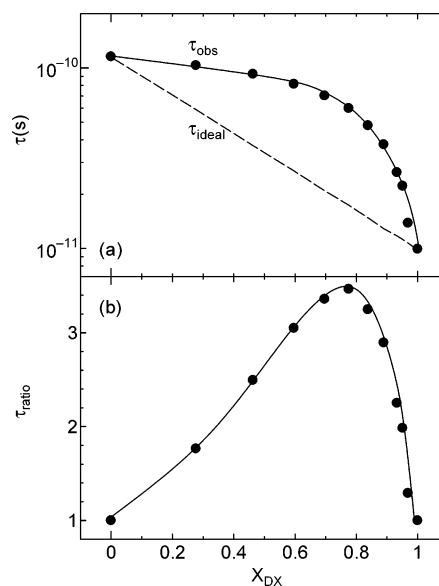 τobs
10⁻¹⁰
τ(s)
τideal
10⁻¹¹
(a)
(b)
3
τratio
2
1
0
0.2
0.4
0.6
0.8
1
XDX